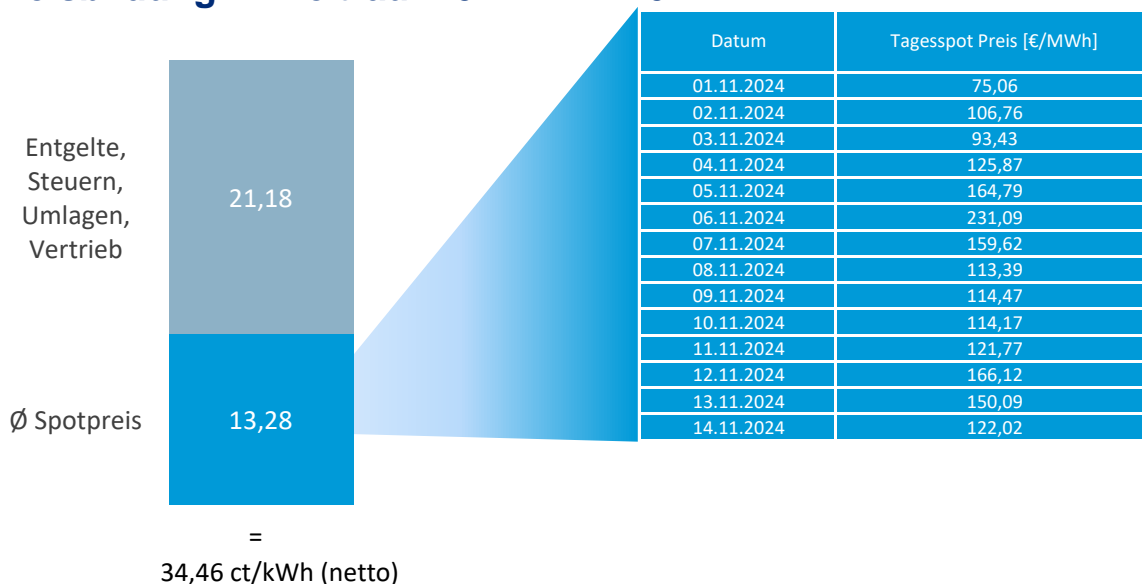 Entgelte,
Steuern,
Umlagen,
Vertrieb
21,18
Ø Spotpreis
13,28
=
34,46 ct/kWh (netto)
Datum Tagesspot Preis [€/MWh]
01.11.2024 75,06
02.11.2024 106,76
03.11.2024 93,43
04.11.2024 125,87
05.11.2024 164,79
06.11.2024 231,09
07.11.2024 159,62
08.11.2024 113,39
09.11.2024 114,47
10.11.2024 114,17
11.11.2024 121,77
12.11.2024 166,12
13.11.2024 150,09
14.11.2024 122,02